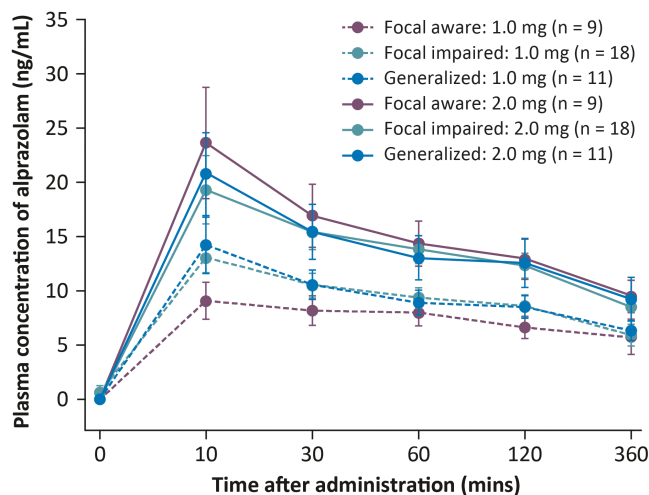 35
30
25
20
15
10
5
0
Plasma concentration of alprazolam (ng/mL)
Focal aware: 1.0 mg (n = 9)
Focal impaired: 1.0 mg (n = 18)
Generalized: 1.0 mg (n = 11)
Focal aware: 2.0 mg (n = 9)
Focal impaired: 2.0 mg (n = 18)
Generalized: 2.0 mg (n = 11)
0 10 30 60 120 360
Time after administration (mins)